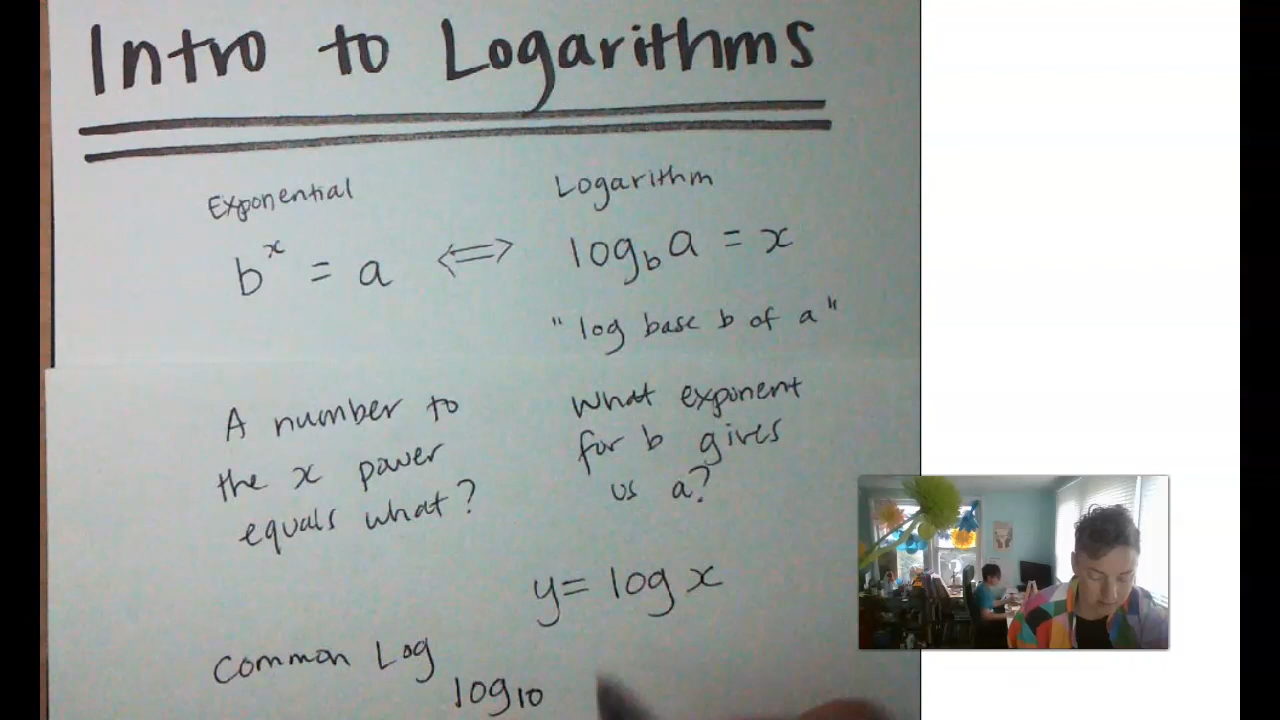 Intro to Logarithms
Exponential
Logarithm
bˣ = a ⟺ log_b a = x
"log base b of a"
A number to
the x power
equals what?
What exponent
for b gives
us a?
y = log x
Common Log
log₁₀